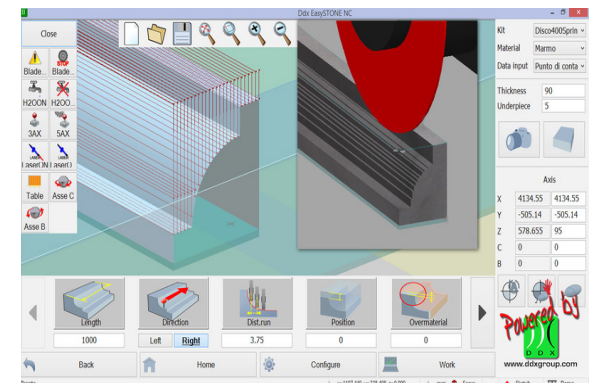 Ddx EasySTONE NC
Close
Blade... Blade...
H2OON H2OO...
3AX 5AX
LaserON LaserO...
Table Asse C
Asse B
Kit Disco400Sprin
Material Marmo
Data input Punto di conta
Thickness 90
Underpiece 5
Axis
X 4134.55 4134.55
Y -505.14 -505.14
Z 578.655 95
C 0 0
B 0 0
Length Direction Dist.run Position Overmaterial
1000 Left Right 3.75 0 0
Back Home Configure Work
Powered by
DDX
www.ddxgroup.com